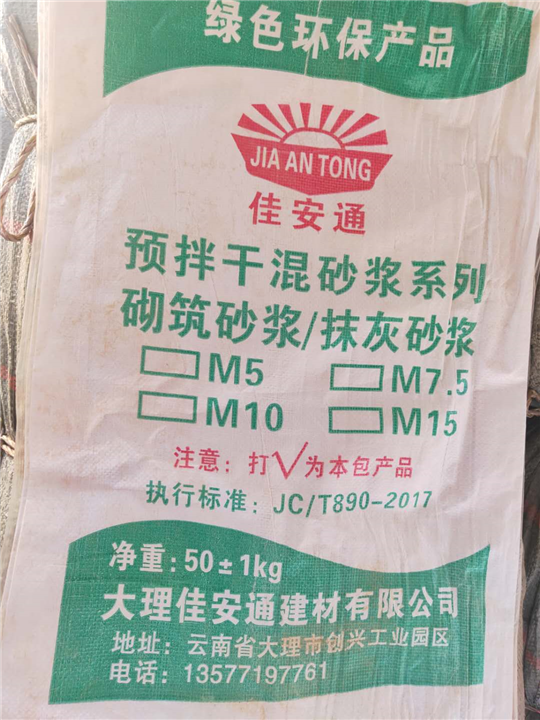 绿色环保产品
JIA AN TONG
佳安通
预拌干混砂浆系列
砌筑砂浆/抹灰砂浆
M5 M7.5
M10 M15
注意：打√为本包产品
执行标准：JC/T890-2017
净重：50±1kg
大理佳安通建材有限公司
地址：云南省大理市创兴工业园区
电话：13577197761